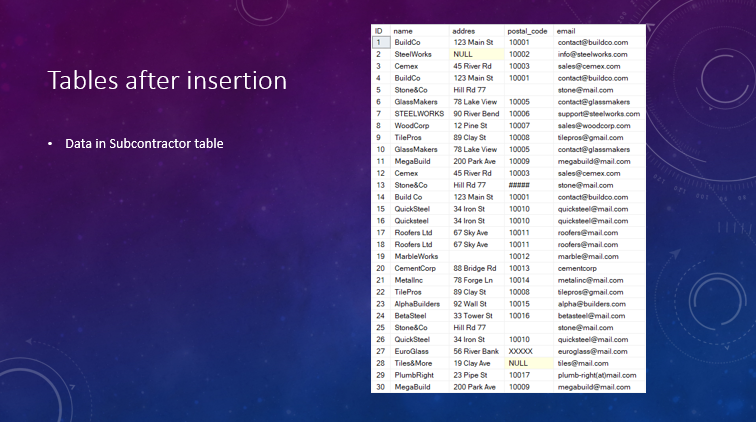 Tables after insertion
• Data in Subcontractor table
ID name addres postal_code email
1 BuildCo 123 Main St 10001 contact@buildco.com
2 SteelWorks NULL 10002 info@steelworks.com
3 Cemex 45 River Rd 10003 sales@cemex.com
4 BuildCo 123 Main St 10001 contact@buildco.com
5 Stone&Co Hill Rd 77 stone@mail.com
6 GlassMakers 78 Lake View 10005 contact@glassmakers
7 STEELWORKS 90 River Bend 10006 support@steelworks.com
8 WoodCorp 12 Pine St 10007 sales@woodcorp.com
9 TilePros 89 Clay St 10008 tilepros@gmail.com
10 GlassMakers 78 Lake View 10005 contact@glassmakers
11 MegaBuild 200 Park Ave 10009 megabuild@mail.com
12 Cemex 45 River Rd 10003 sales@cemex.com
13 Stone&Co Hill Rd 77 ##### stone@mail.com
14 Build Co 123 Main St 10001 contact@buildco.com
15 QuickSteel 34 Iron St 10010 quicksteel@mail.com
16 Quicksteel 34 Iron St 10010 quicksteel@mail.com
17 Roofers Ltd 67 Sky Ave 10011 roofers@mail.com
18 Roofers Ltd 67 Sky Ave 10011 roofers@mail.com
19 MarbleWorks 10012 marble@mail.com
20 CementCorp 88 Bridge Rd 10013 cementcorp
21 MetalInc 78 Forge Ln 10014 metalinc@mail.com
22 TilePros 89 Clay St 10008 tilepros@gmail.com
23 AlphaBuilders 92 Wall St 10015 alpha@builders.com
24 BetaSteel 33 Tower St 10016 betasteel@mail.com
25 Stone&Co Hill Rd 77 stone@mail.com
26 QuickSteel 34 Iron St 10010 quicksteel@mail.com
27 EuroGlass 56 River Bank XXXXX euroglass@mail.com
28 Tiles&More 19 Clay Ave NULL tiles@mail.com
29 PlumbRight 23 Pipe St 10017 plumb-right(at)mail.com
30 MegaBuild 200 Park Ave 10009 megabuild@mail.com